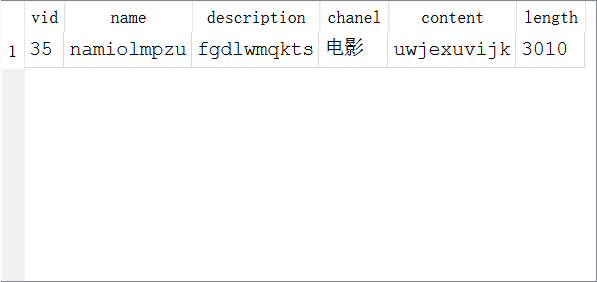 vid name description chanel content length
1 35 namiolmpzu fgdlwmqkts 电影 uwjexuvijk 3010